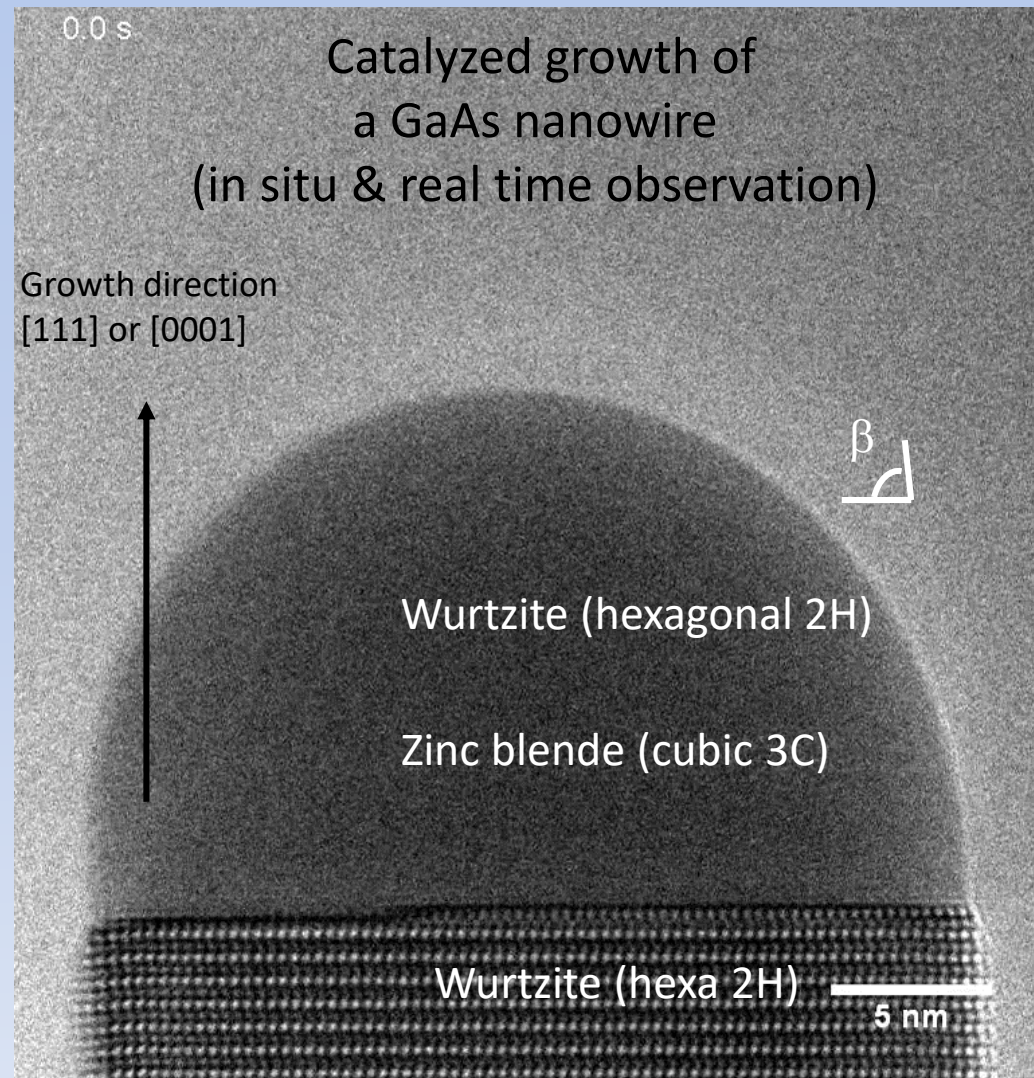 0.0 s
Catalyzed growth of
a GaAs nanowire
(in situ & real time observation)
Growth direction
[111] or [0001]
β
Wurtzite (hexagonal 2H)
Zinc blende (cubic 3C)
Wurtzite (hexa 2H)
5 nm